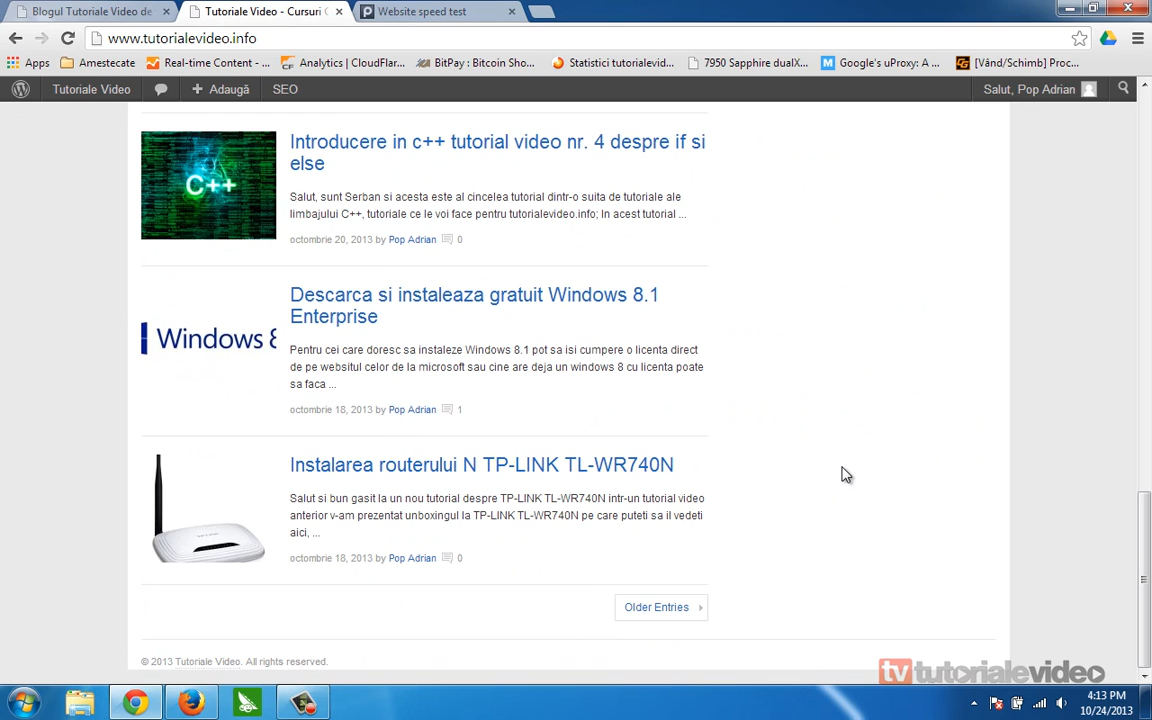 Blogul Tutoriale Video de
Tutoriale Video - Cursuri
Website speed test
www.tutorialevideo.info
Apps
Amestecate
Real-time Content - ...
Analytics | CloudFlar...
BitPay : Bitcoin Sho...
Statistici tutorialevid...
7950 Sapphire dualX...
Google's uProxy: A ...
[Vând/Schimb] Proc...
Tutoriale Video
Adaugă
SEO
Salut, Pop Adrian
Introducere in c++ tutorial video nr. 4 despre if si
else
C++
Salut, sunt Serban si acesta este al cincelea tutorial dintr-o suita de tutoriale ale
limbajului C++, tutoriale ce le voi face pentru tutorialevideo.info; In acest tutorial ...
octombrie 20, 2013 by Pop Adrian 0
Descarca si instaleaza gratuit Windows 8.1
Enterprise
Windows 8
Pentru cei care doresc sa instaleze Windows 8.1 pot sa isi cumpere o licenta direct
de pe websitul celor de la microsoft sau cine are deja un windows 8 cu licenta poate
sa faca ...
octombrie 18, 2013 by Pop Adrian 1
Instalarea routerului N TP-LINK TL-WR740N
Salut si bun gasit la un nou tutorial despre TP-LINK TL-WR740N intr-un tutorial video
anterior v-am prezentat unboxingul la TP-LINK TL-WR740N pe care puteti sa il vedeti
aici, ...
octombrie 18, 2013 by Pop Adrian 0
Older Entries
© 2013 Tutoriale Video. All rights reserved.
tv tutorialevideo
4:13 PM
10/24/2013